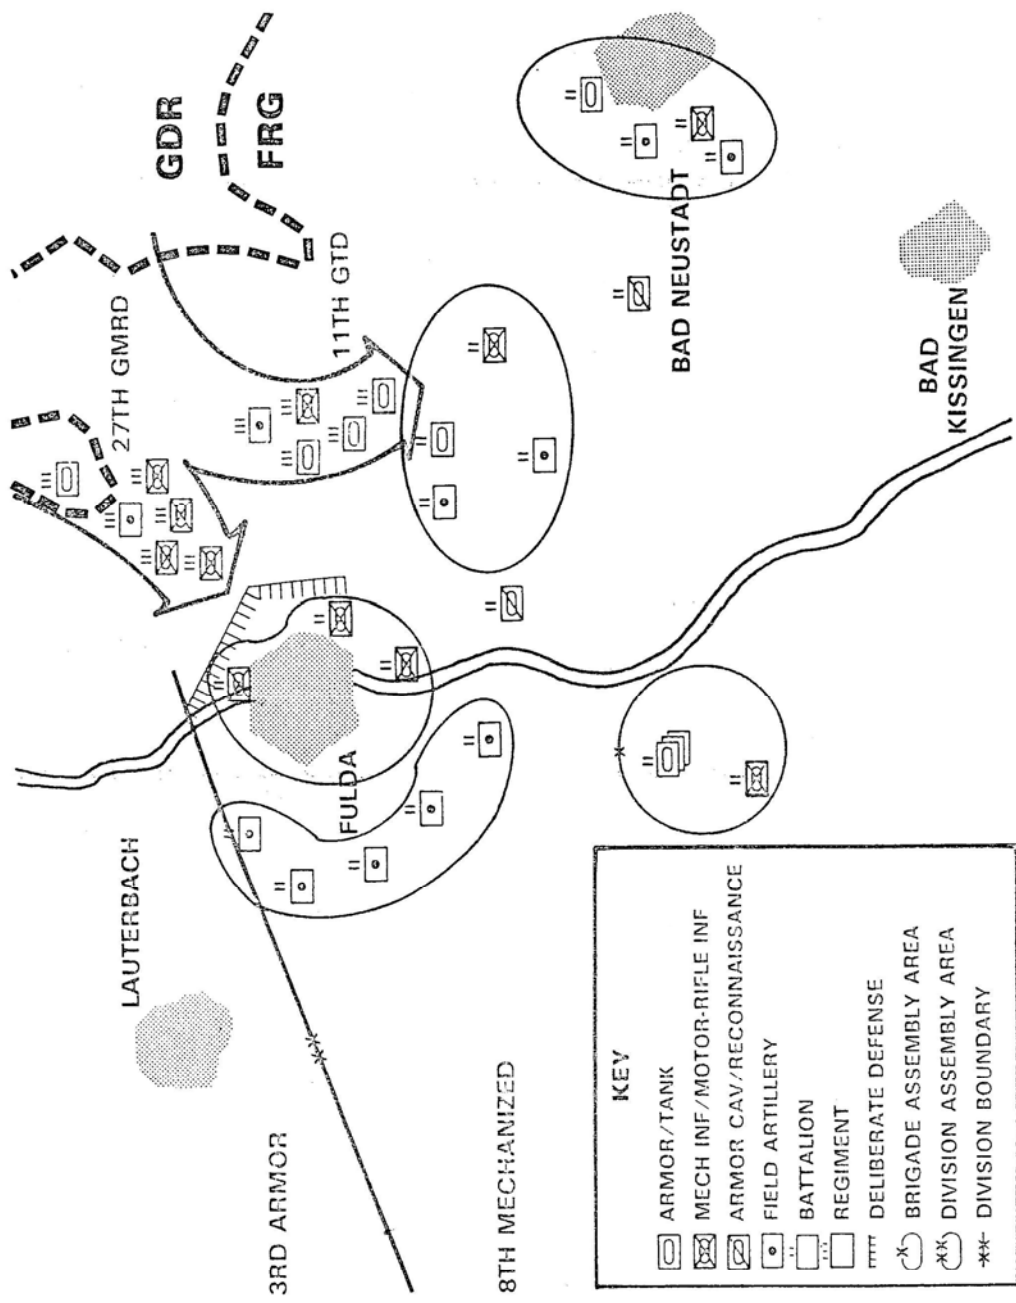 GDR
FRG
27TH GMRD
11TH GTD
BAD NEUSTADT
BAD
KISSINGEN
FULDA
LAUTERBACH
3RD ARMOR
8TH MECHANIZED
KEY
ARMOR/TANK
MECH INF/MOTOR-RIFLE INF
ARMOR CAV/RECONNAISSANCE
FIELD ARTILLERY
BATTALION
REGIMENT
DELIBERATE DEFENSE
BRIGADE ASSEMBLY AREA
DIVISION ASSEMBLY AREA
DIVISION BOUNDARY